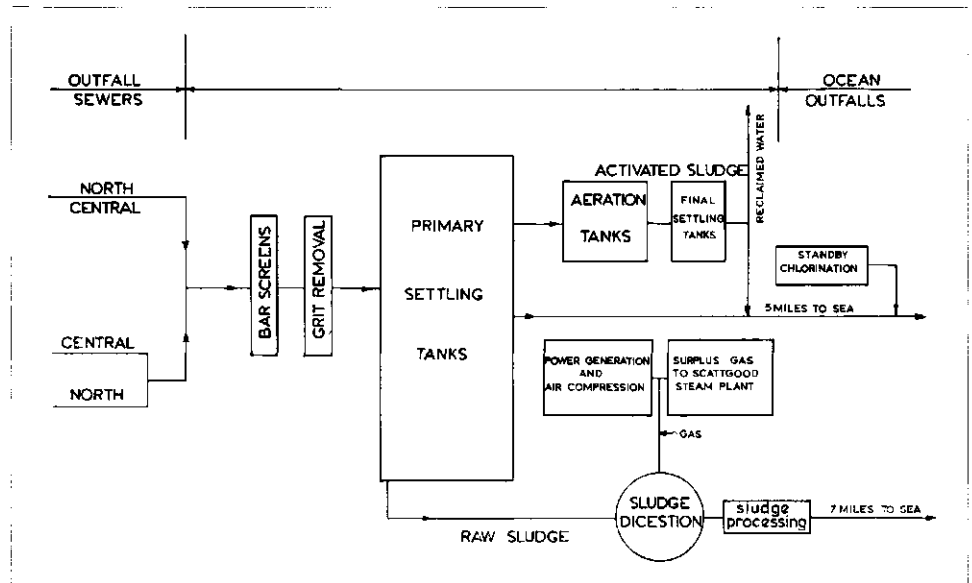 OUTFALL
SEWERS
OCEAN
OUTFALLS
NORTH
CENTRAL
CENTRAL
NORTH
BAR SCREENS
GRIT REMOVAL
PRIMARY
SETTLING
TANKS
ACTIVATED SLUDGE
AERATION
TANKS
FINAL
SETTLING
TANKS
RECLAIMED WATER
STANDBY
CHLORINATION
5 MILES TO SEA
POWER GENERATION
AND
AIR COMPRESSION
SURPLUS GAS
TO SCATTGOOD
STEAM PLANT
GAS
SLUDGE
DICESTION
sludge
processing
7 MILES TO SEA
RAW SLUDGE